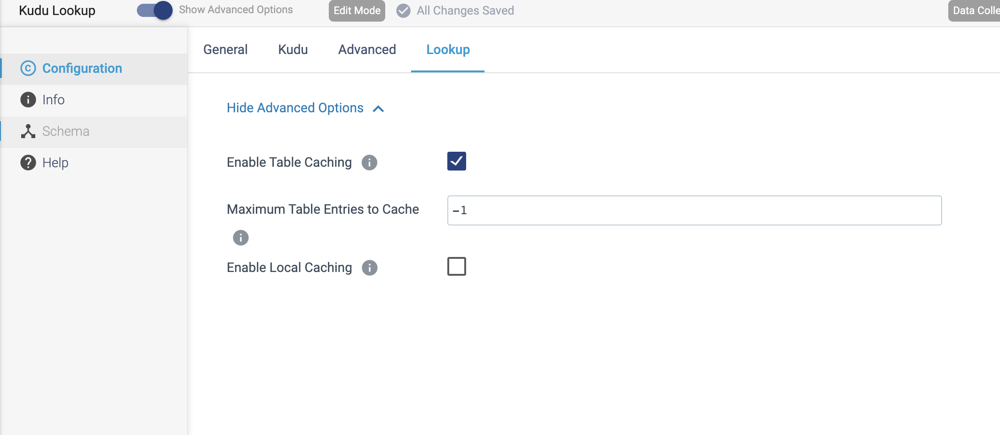 Kudu Lookup
Show Advanced Options
Edit Mode
All Changes Saved
Data Colle
General
Kudu
Advanced
Lookup
Configuration
Info
Schema
Help
Hide Advanced Options
Enable Table Caching
Maximum Table Entries to Cache
-1
Enable Local Caching